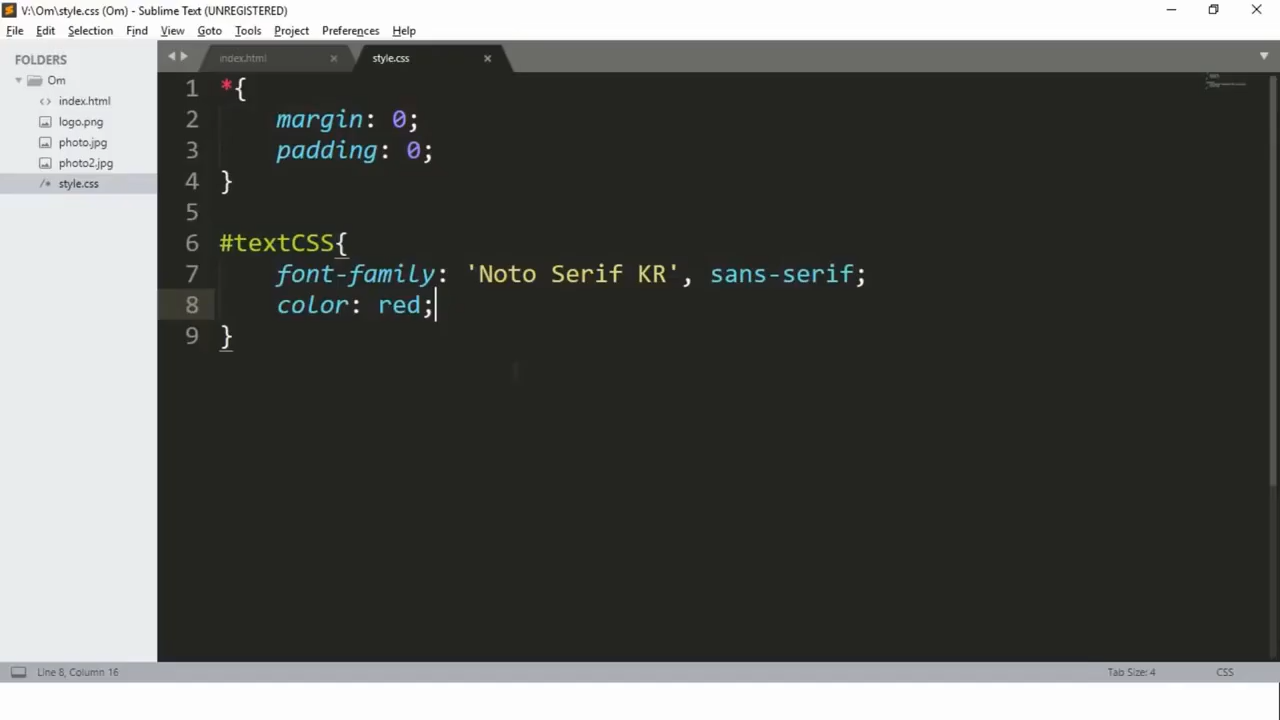 V:\Om\style.css (Om) - Sublime Text (UNREGISTERED)
File Edit Selection Find View Goto Tools Project Preferences Help
FOLDERS
Om
<> index.html
logo.png
photo.jpg
photo2.jpg
/* style.css
index.html × style.css ×
1 *{
2 margin: 0;
3 padding: 0;
4 }
5
6 #textCSS{
7 font-family: 'Noto Serif KR', sans-serif;
8 color: red;
9 }
Line 8, Column 16
Tab Size: 4 CSS